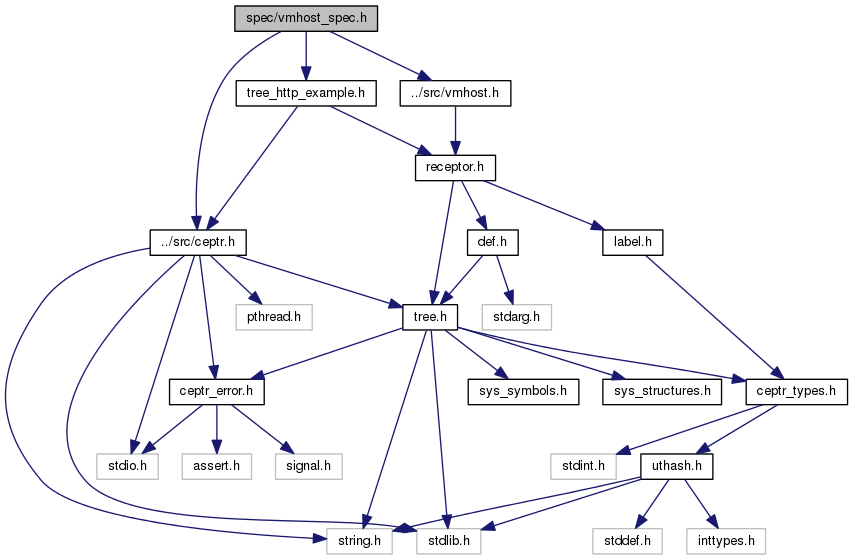 spec/vmhost_spec.h
tree_http_example.h
../src/vmhost.h
receptor.h
../src/ceptr.h
def.h
label.h
pthread.h
tree.h
stdarg.h
ceptr_error.h
sys_symbols.h
sys_structures.h
ceptr_types.h
stdio.h
assert.h
signal.h
stdint.h
uthash.h
string.h
stdlib.h
stddef.h
inttypes.h